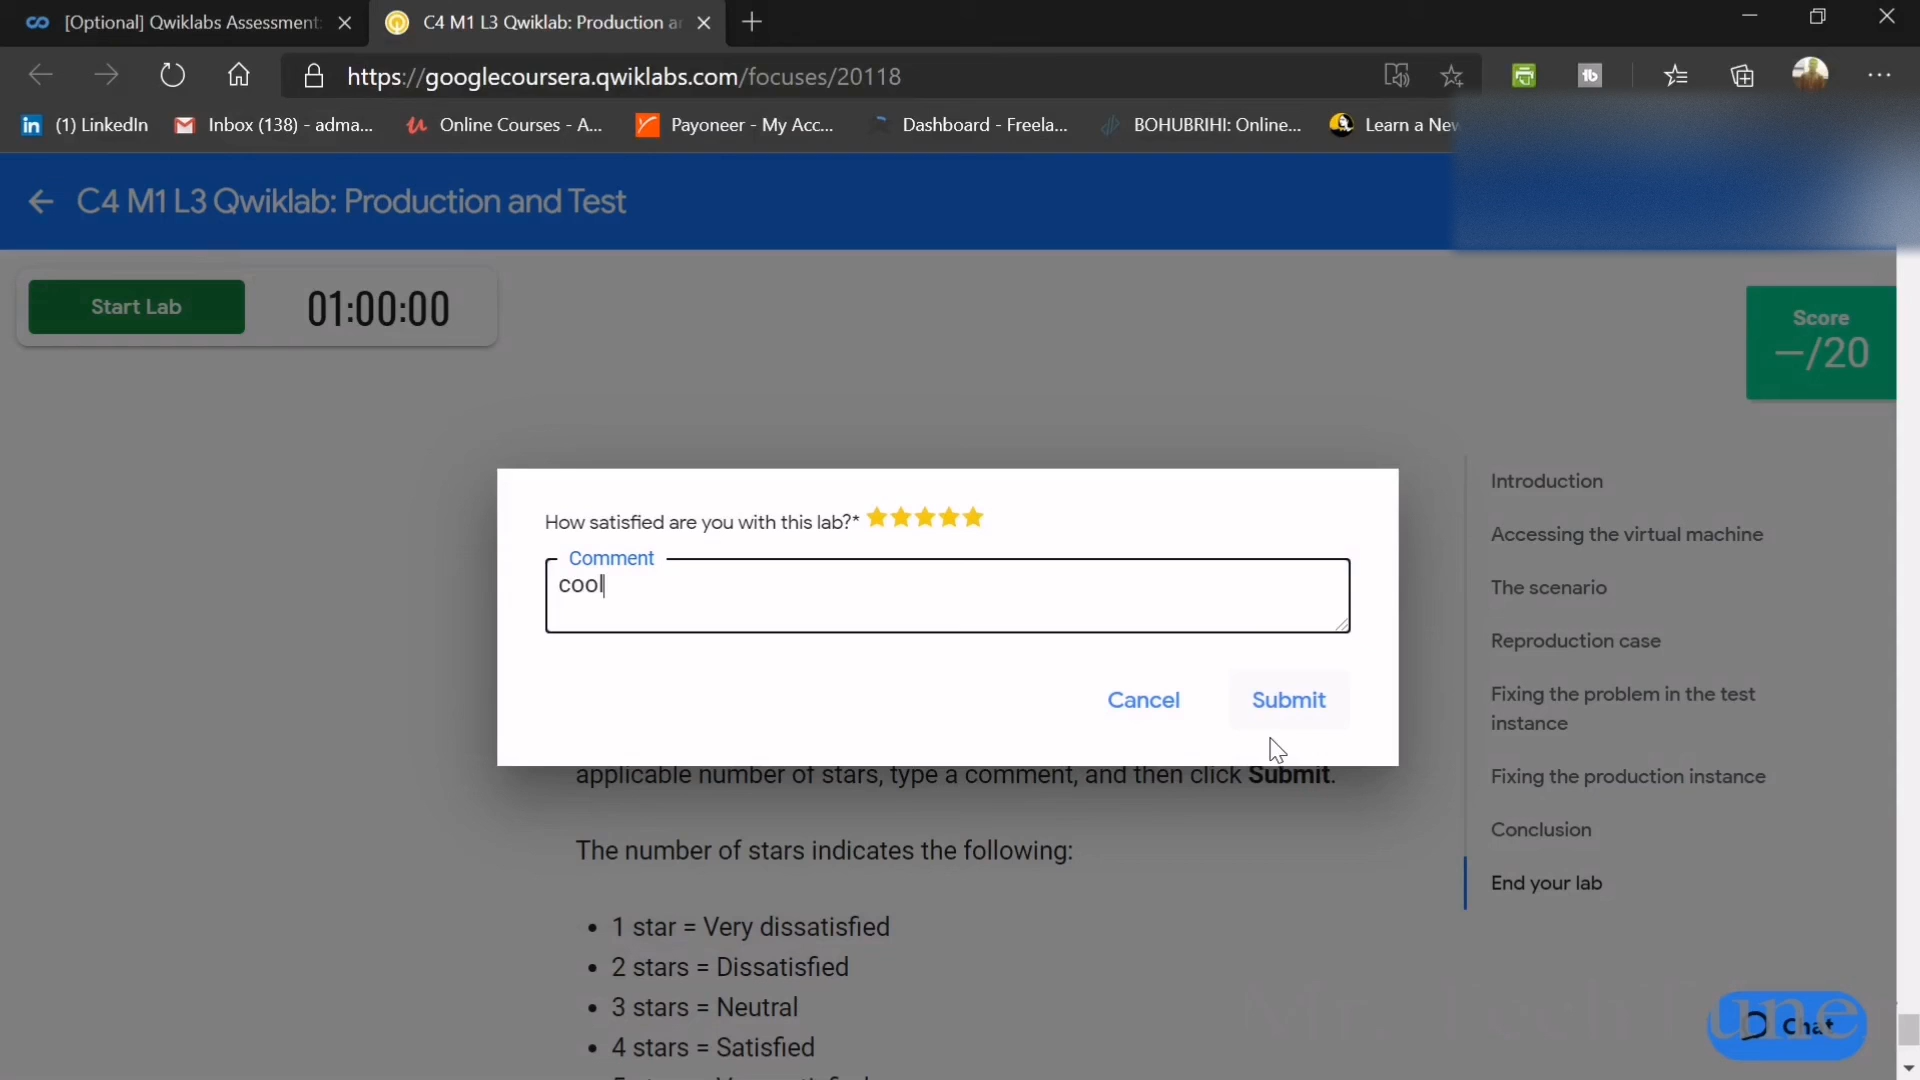 [Optional] Qwiklabs Assessment:
C4 M1 L3 Qwiklab: Production a
https://googlecoursera.qwiklabs.com/focuses/20118
(1) LinkedIn
Inbox (138) - adma...
Online Courses - A...
Payoneer - My Acc...
Dashboard - Freela...
BOHUBRIHI: Online...
Learn a New
C4 M1 L3 Qwiklab: Production and Test
Start Lab
01:00:00
Score
—/20
How satisfied are you with this lab?*
Comment
cool
Cancel
Submit
applicable number of stars, type a comment, and then click Submit.
The number of stars indicates the following:
• 1 star = Very dissatisfied
• 2 stars = Dissatisfied
• 3 stars = Neutral
• 4 stars = Satisfied
Introduction
Accessing the virtual machine
The scenario
Reproduction case
Fixing the problem in the test
instance
Fixing the production instance
Conclusion
End your lab
Chat